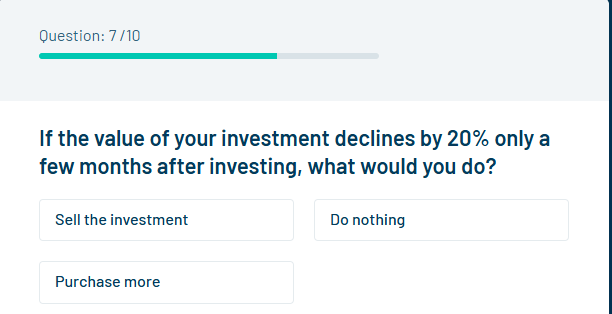 Question: 7 /10
If the value of your investment declines by 20% only a
few months after investing, what would you do?
Sell the investment
Do nothing
Purchase more